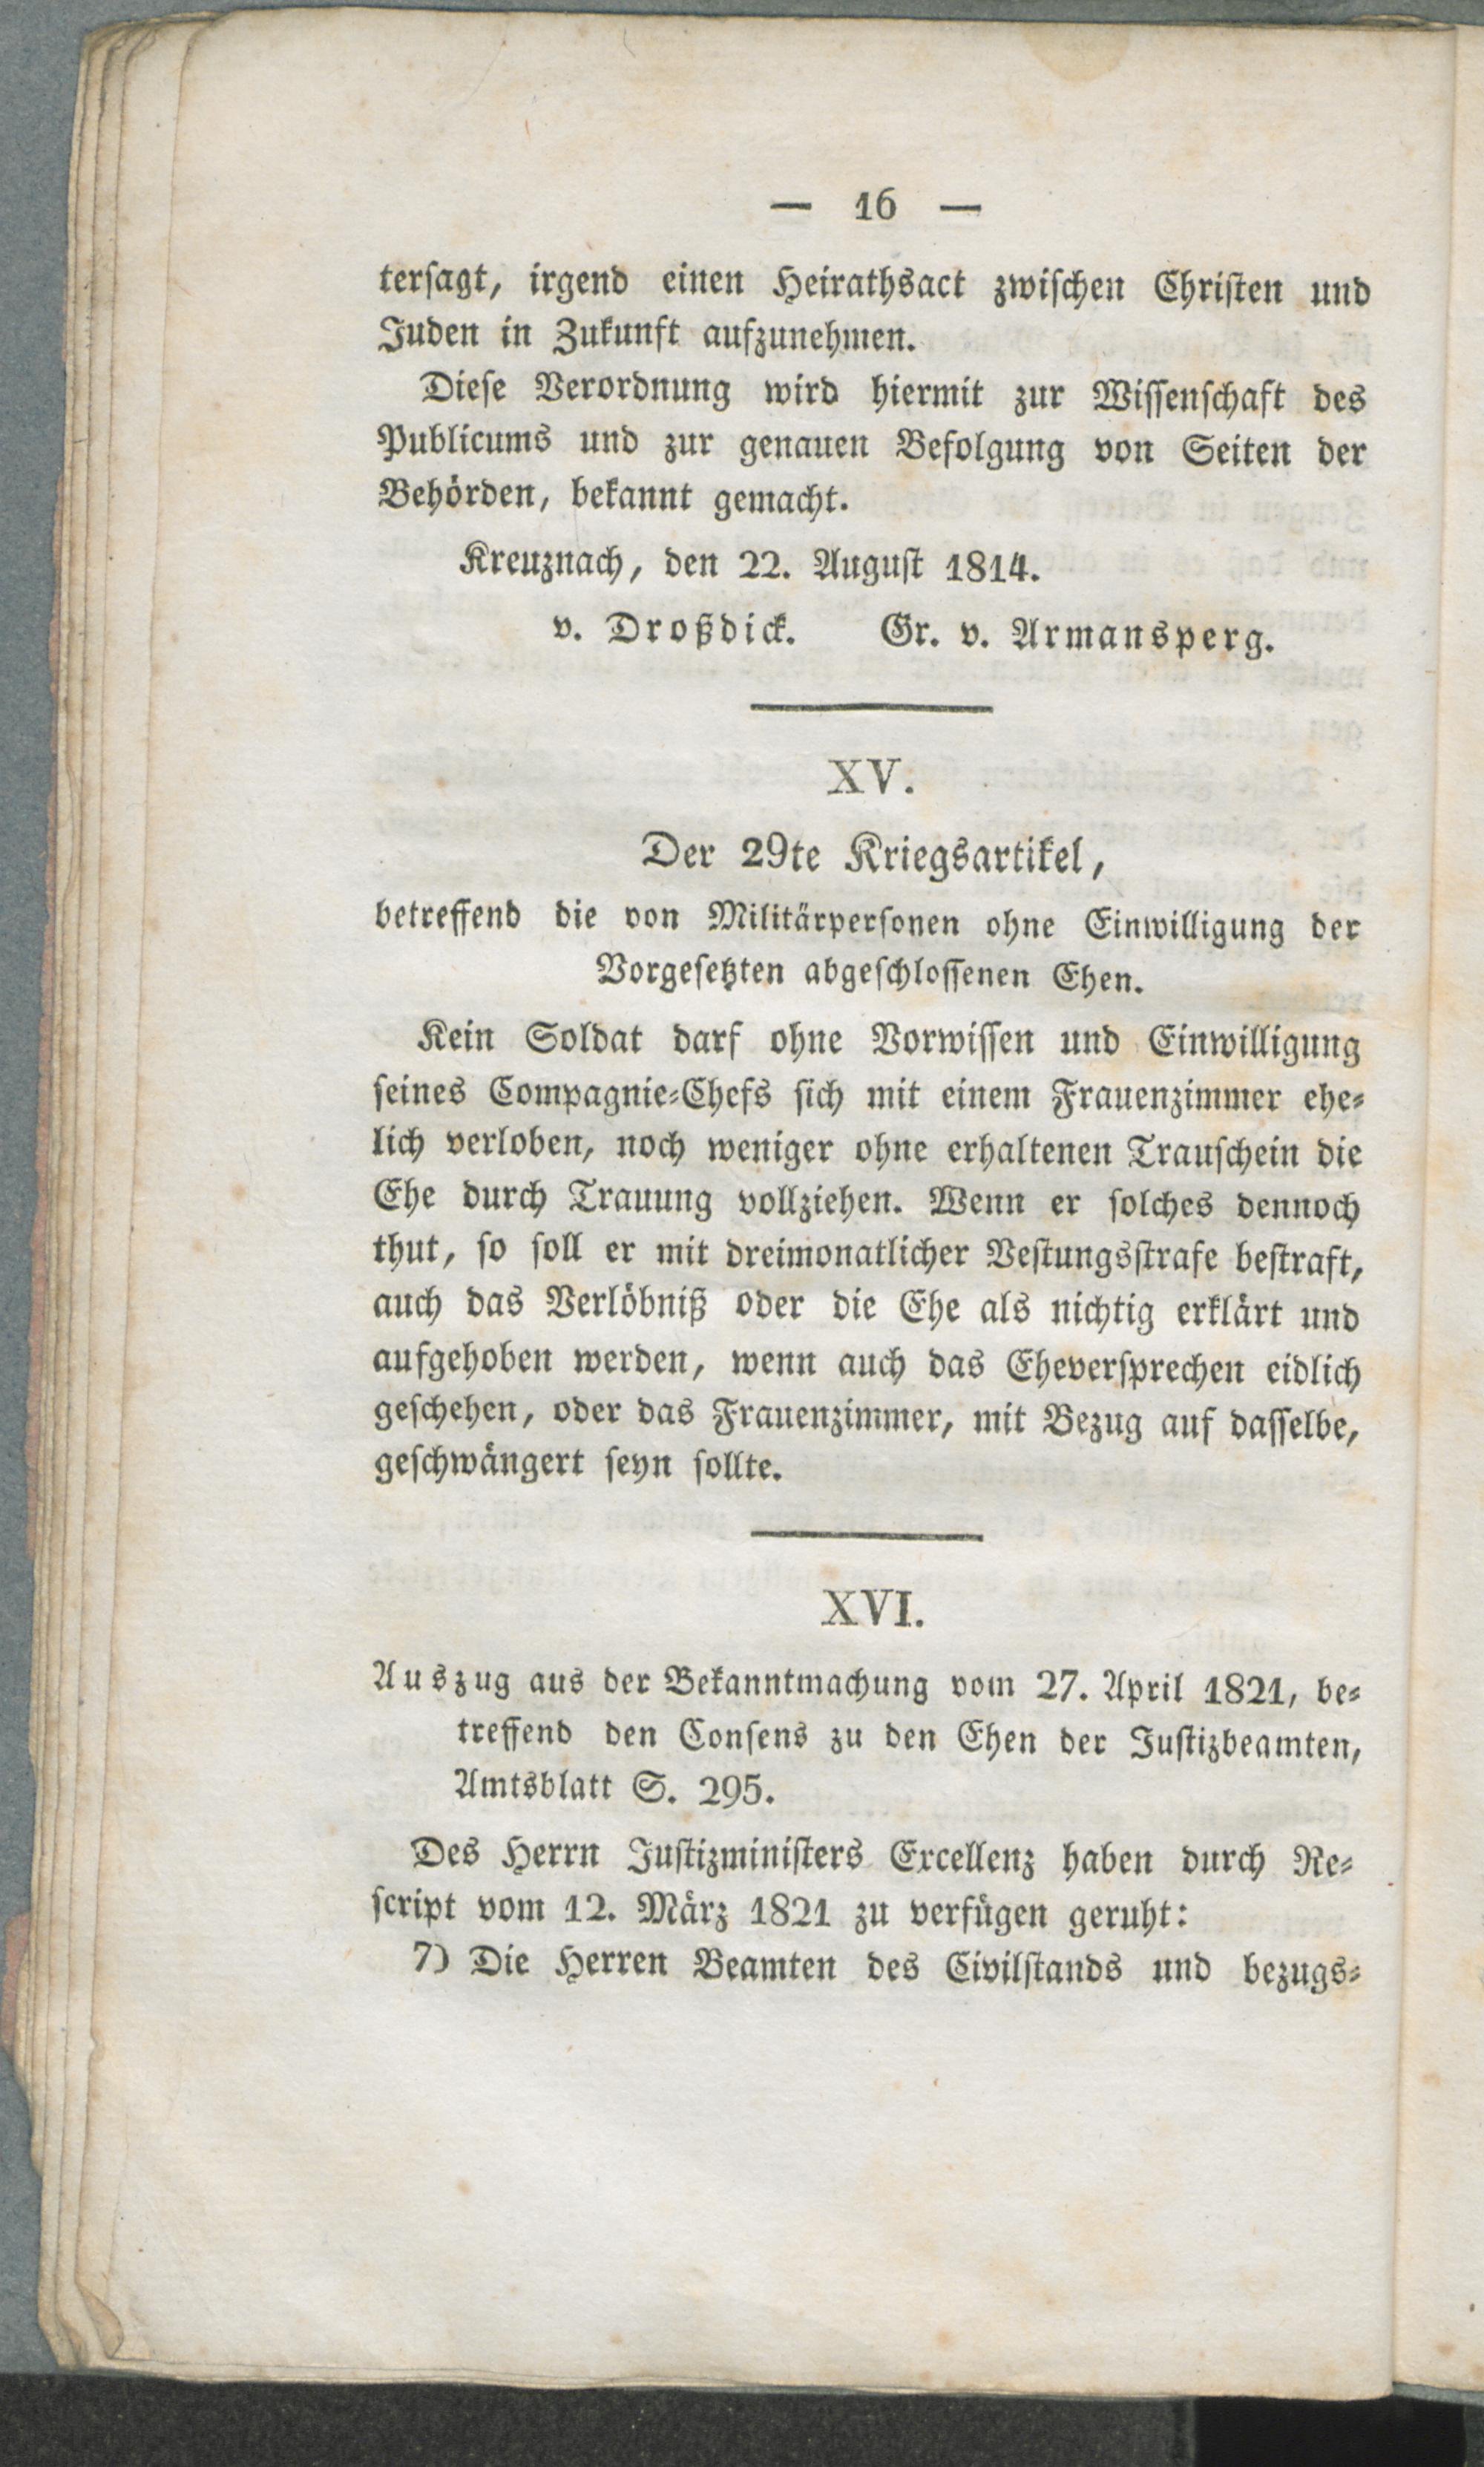 — 16 —
tersagt, irgend einen Heirathsact zwischen Christen und
Juden in Zukunft aufzunehmen.
Diese Verordnung wird hiermit zur Wissenschaft des
Publicums und zur genauen Befolgung von Seiten der
Behörden, bekannt gemacht.
Kreuznach, den 22. August 1814.
v. Droßdick. Gr. v. Armansperg.
XV.
Der 29te Kriegsartikel,
betreffend die von Militärpersonen ohne Einwilligung der
Vorgesetzten abgeschlossenen Ehen.
Kein Soldat darf ohne Vorwissen und Einwilligung
seines Compagnie-Chefs sich mit einem Frauenzimmer ehe-
lich verloben, noch weniger ohne erhaltenen Trauschein die
Ehe durch Trauung vollziehen. Wenn er solches dennoch
thut, so soll er mit dreimonatlicher Vestungsstrafe bestraft,
auch das Verlöbniß oder die Ehe als nichtig erklärt und
aufgehoben werden, wenn auch das Eheversprechen eidlich
geschehen, oder das Frauenzimmer, mit Bezug auf dasselbe,
geschwängert seyn sollte.
XVI.
Auszug aus der Bekanntmachung vom 27. April 1821, be-
treffend den Consens zu den Ehen der Justizbeamten,
Amtsblatt S. 295.
Des Herrn Justizministers Excellenz haben durch Re-
script vom 12. März 1821 zu verfügen geruht:
7) Die Herren Beamten des Civilstands und bezugs-